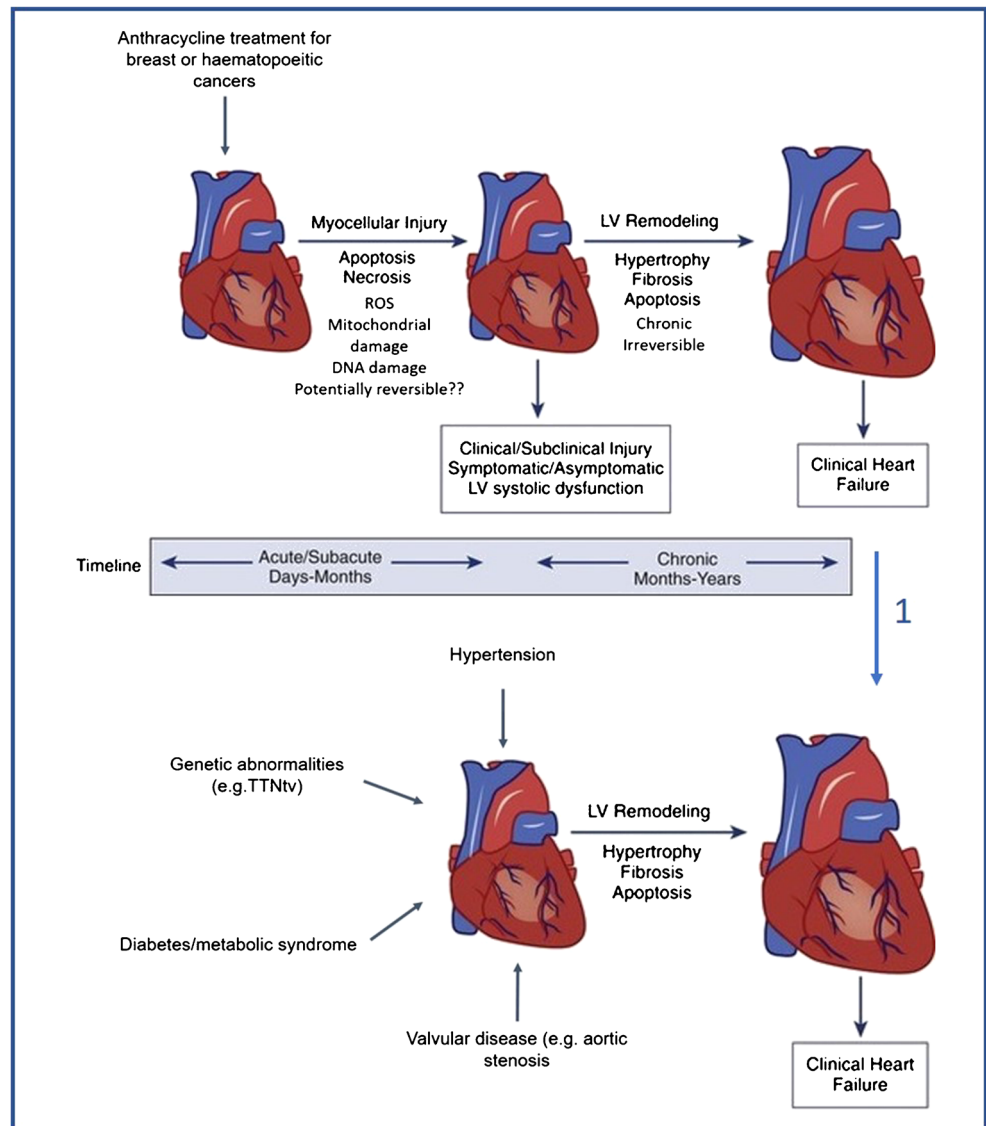 Anthracycline treatment for
breast or haematopoeitic
cancers
Myocellular Injury
Apoptosis
Necrosis
ROS
Mitochondrial
damage
DNA damage
Potentially reversible??
LV Remodeling
Hypertrophy
Fibrosis
Apoptosis
Chronic
Irreversible
Clinical/Subclinical Injury
Symptomatic/Asymptomatic
LV systolic dysfunction
Clinical Heart
Failure
Timeline
Acute/Subacute
Days-Months
Chronic
Months-Years
1
Hypertension
Genetic abnormalities
(e.g.TTNtv)
LV Remodeling
Hypertrophy
Fibrosis
Apoptosis
Diabetes/metabolic syndrome
Valvular disease (e.g. aortic
stenosis
Clinical Heart
Failure